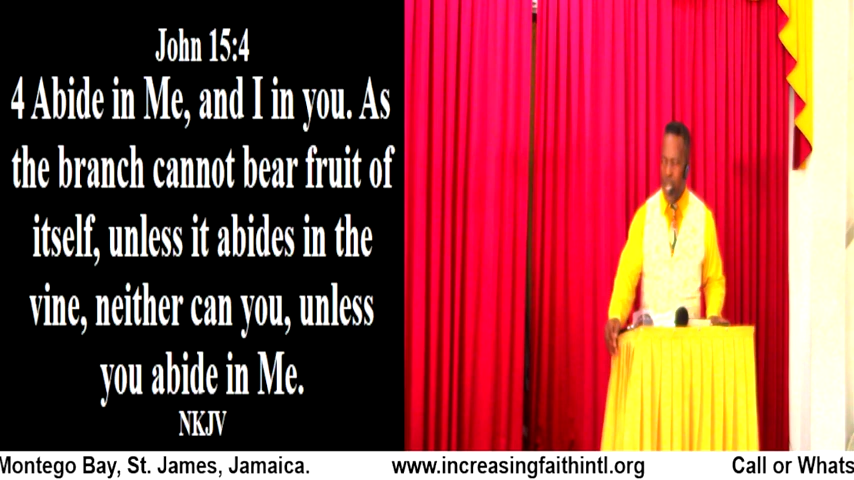 John 15:4
4 Abide in Me, and I in you. As
the branch cannot bear fruit of
itself, unless it abides in the
vine, neither can you, unless
you abide in Me.
NKJV
Montego Bay, St. James, Jamaica. www.increasingfaithintl.org Call or Whats